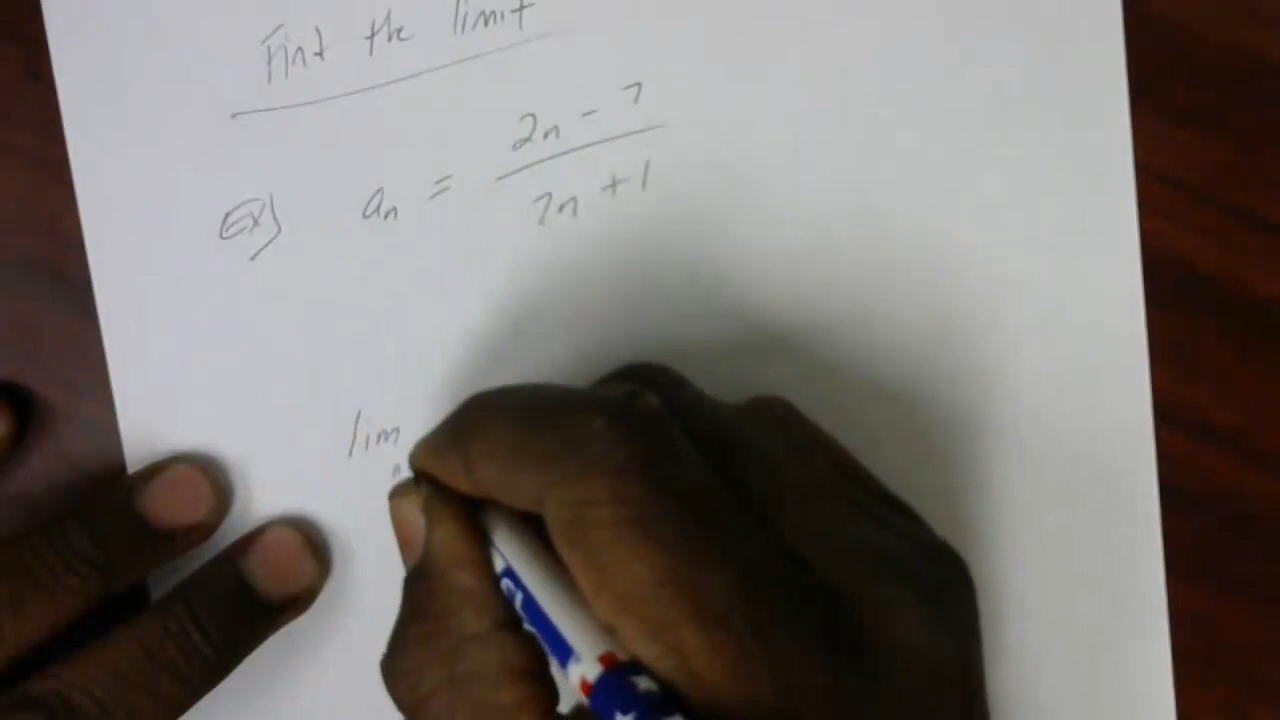 Find the limit
Ex) aₙ = (2n - 7)/(7n + 1)
lim
n